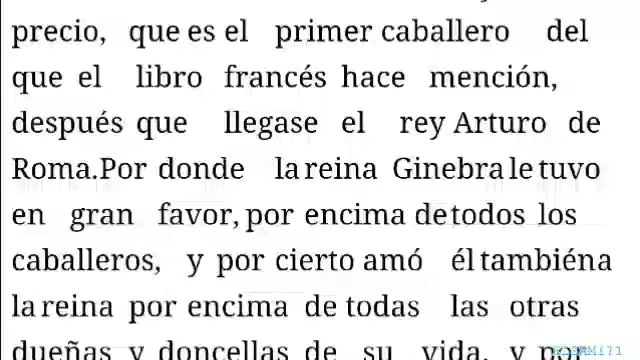 precio, que es el primer caballero del
que el libro francés hace mención,
después que llegase el rey Arturo de
Roma.Por donde la reina Ginebra le tuvo
en gran favor, por encima de todos los
caballeros, y por cierto amó él tambiéna
la reina por encima de todas las otras
dueñas y doncellas de su vida, y